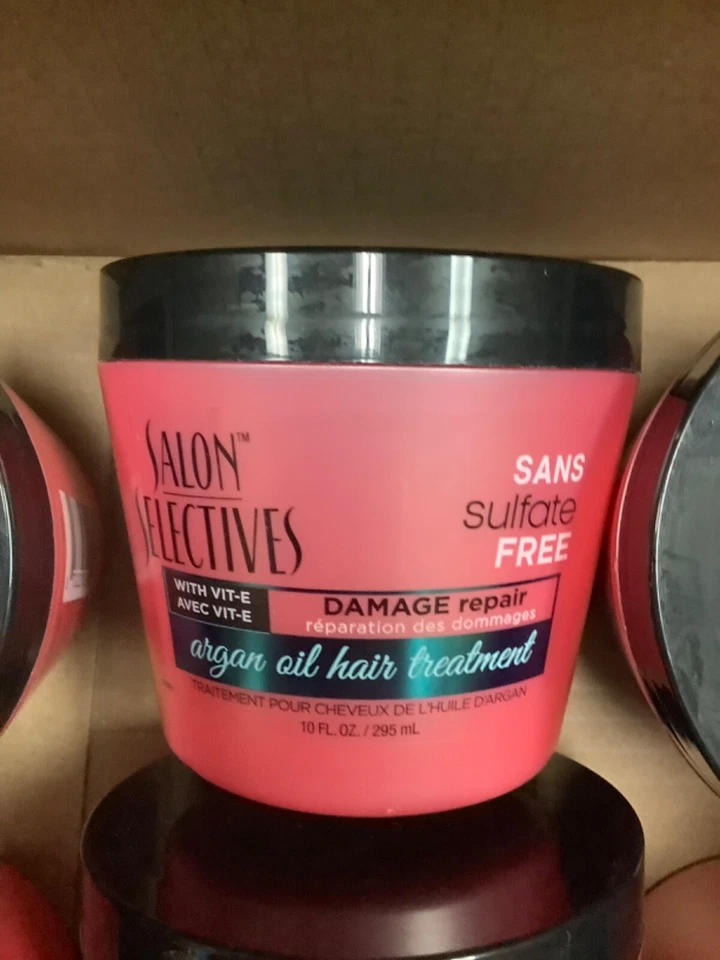 SALON™
SELECTIVES
SANS
sulfate
FREE
WITH VIT-E
AVEC VIT-E
DAMAGE repair
réparation des dommages
argan oil hair treatment
TRAITEMENT POUR CHEVEUX DE L'HUILE D'ARGAN
10 FL. OZ. / 295 mL